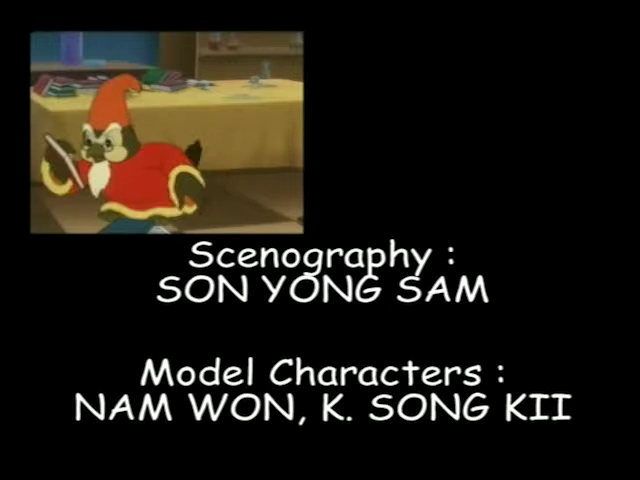 Scenography :
SON YONG SAM
Model Characters :
NAM WON, K. SONG KII